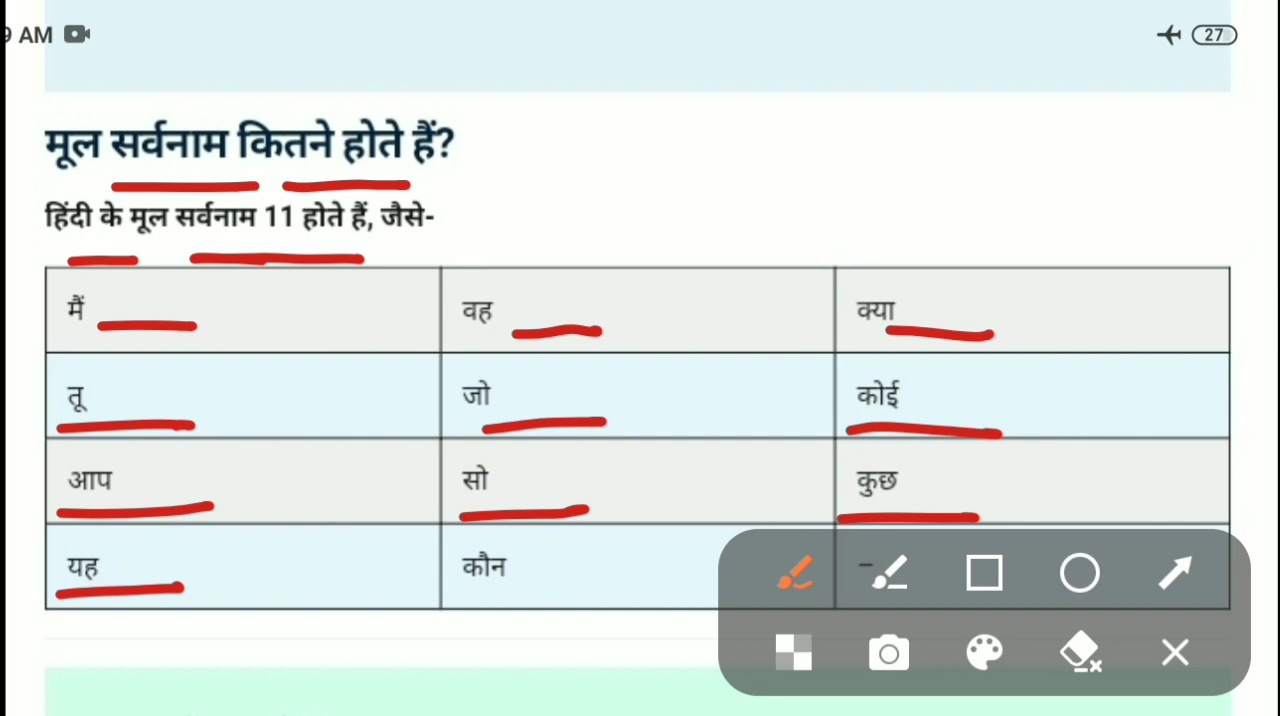 9 AM
27
मूल सर्वनाम कितने होते हैं?
हिंदी के मूल सर्वनाम 11 होते हैं, जैसे-
मैं वह क्या
तू जो कोई
आप सो कुछ
यह कौन –